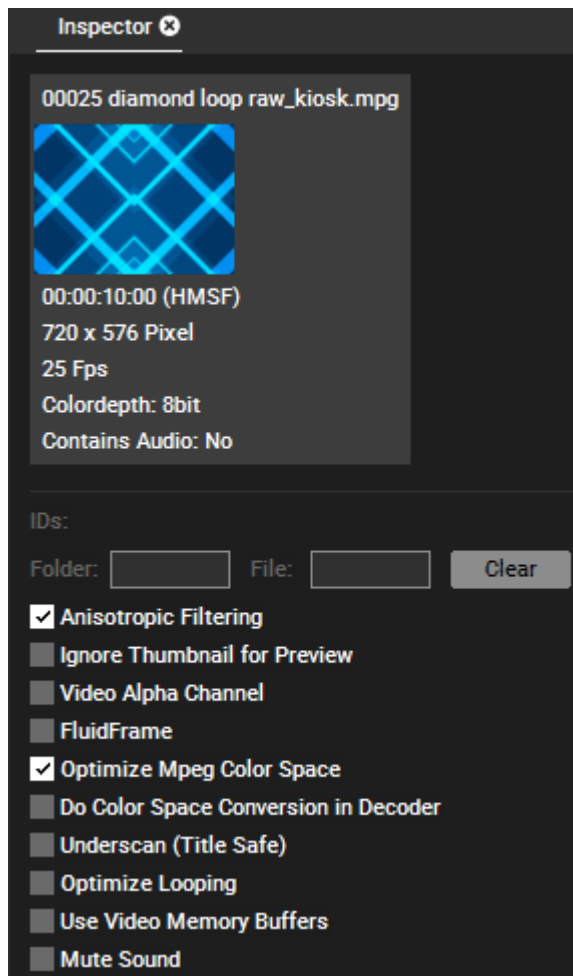 Inspector
00025 diamond loop raw_kiosk.mpg
00:00:10:00 (HMSF)
720 x 576 Pixel
25 Fps
Colordepth: 8bit
Contains Audio: No
IDs:
Folder: File: Clear
Anisotropic Filtering
Ignore Thumbnail for Preview
Video Alpha Channel
FluidFrame
Optimize Mpeg Color Space
Do Color Space Conversion in Decoder
Underscan (Title Safe)
Optimize Looping
Use Video Memory Buffers
Mute Sound